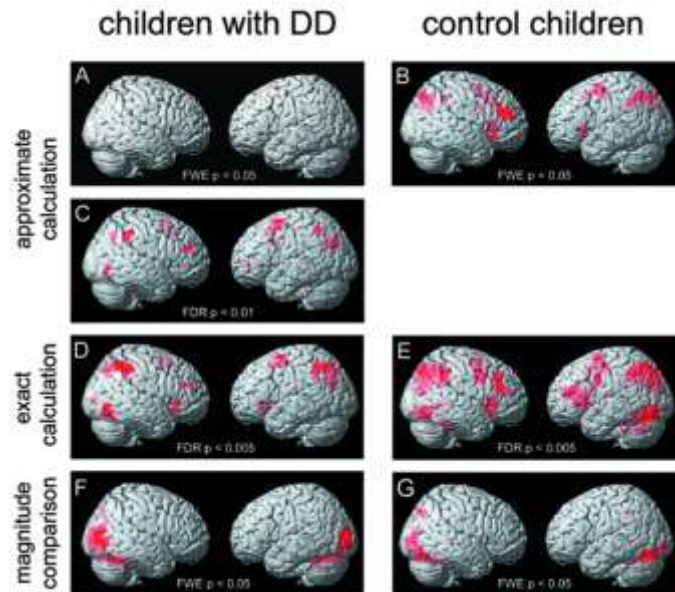 children with DD
control children
approximate
calculation
A
FWE p < 0.05
B
FWE p < 0.05
C
FDR p < 0.01
exact
calculation
D
FDR p < 0.005
E
FDR p < 0.005
magnitude
comparison
F
FWE p < 0.05
G
FWE p < 0.05